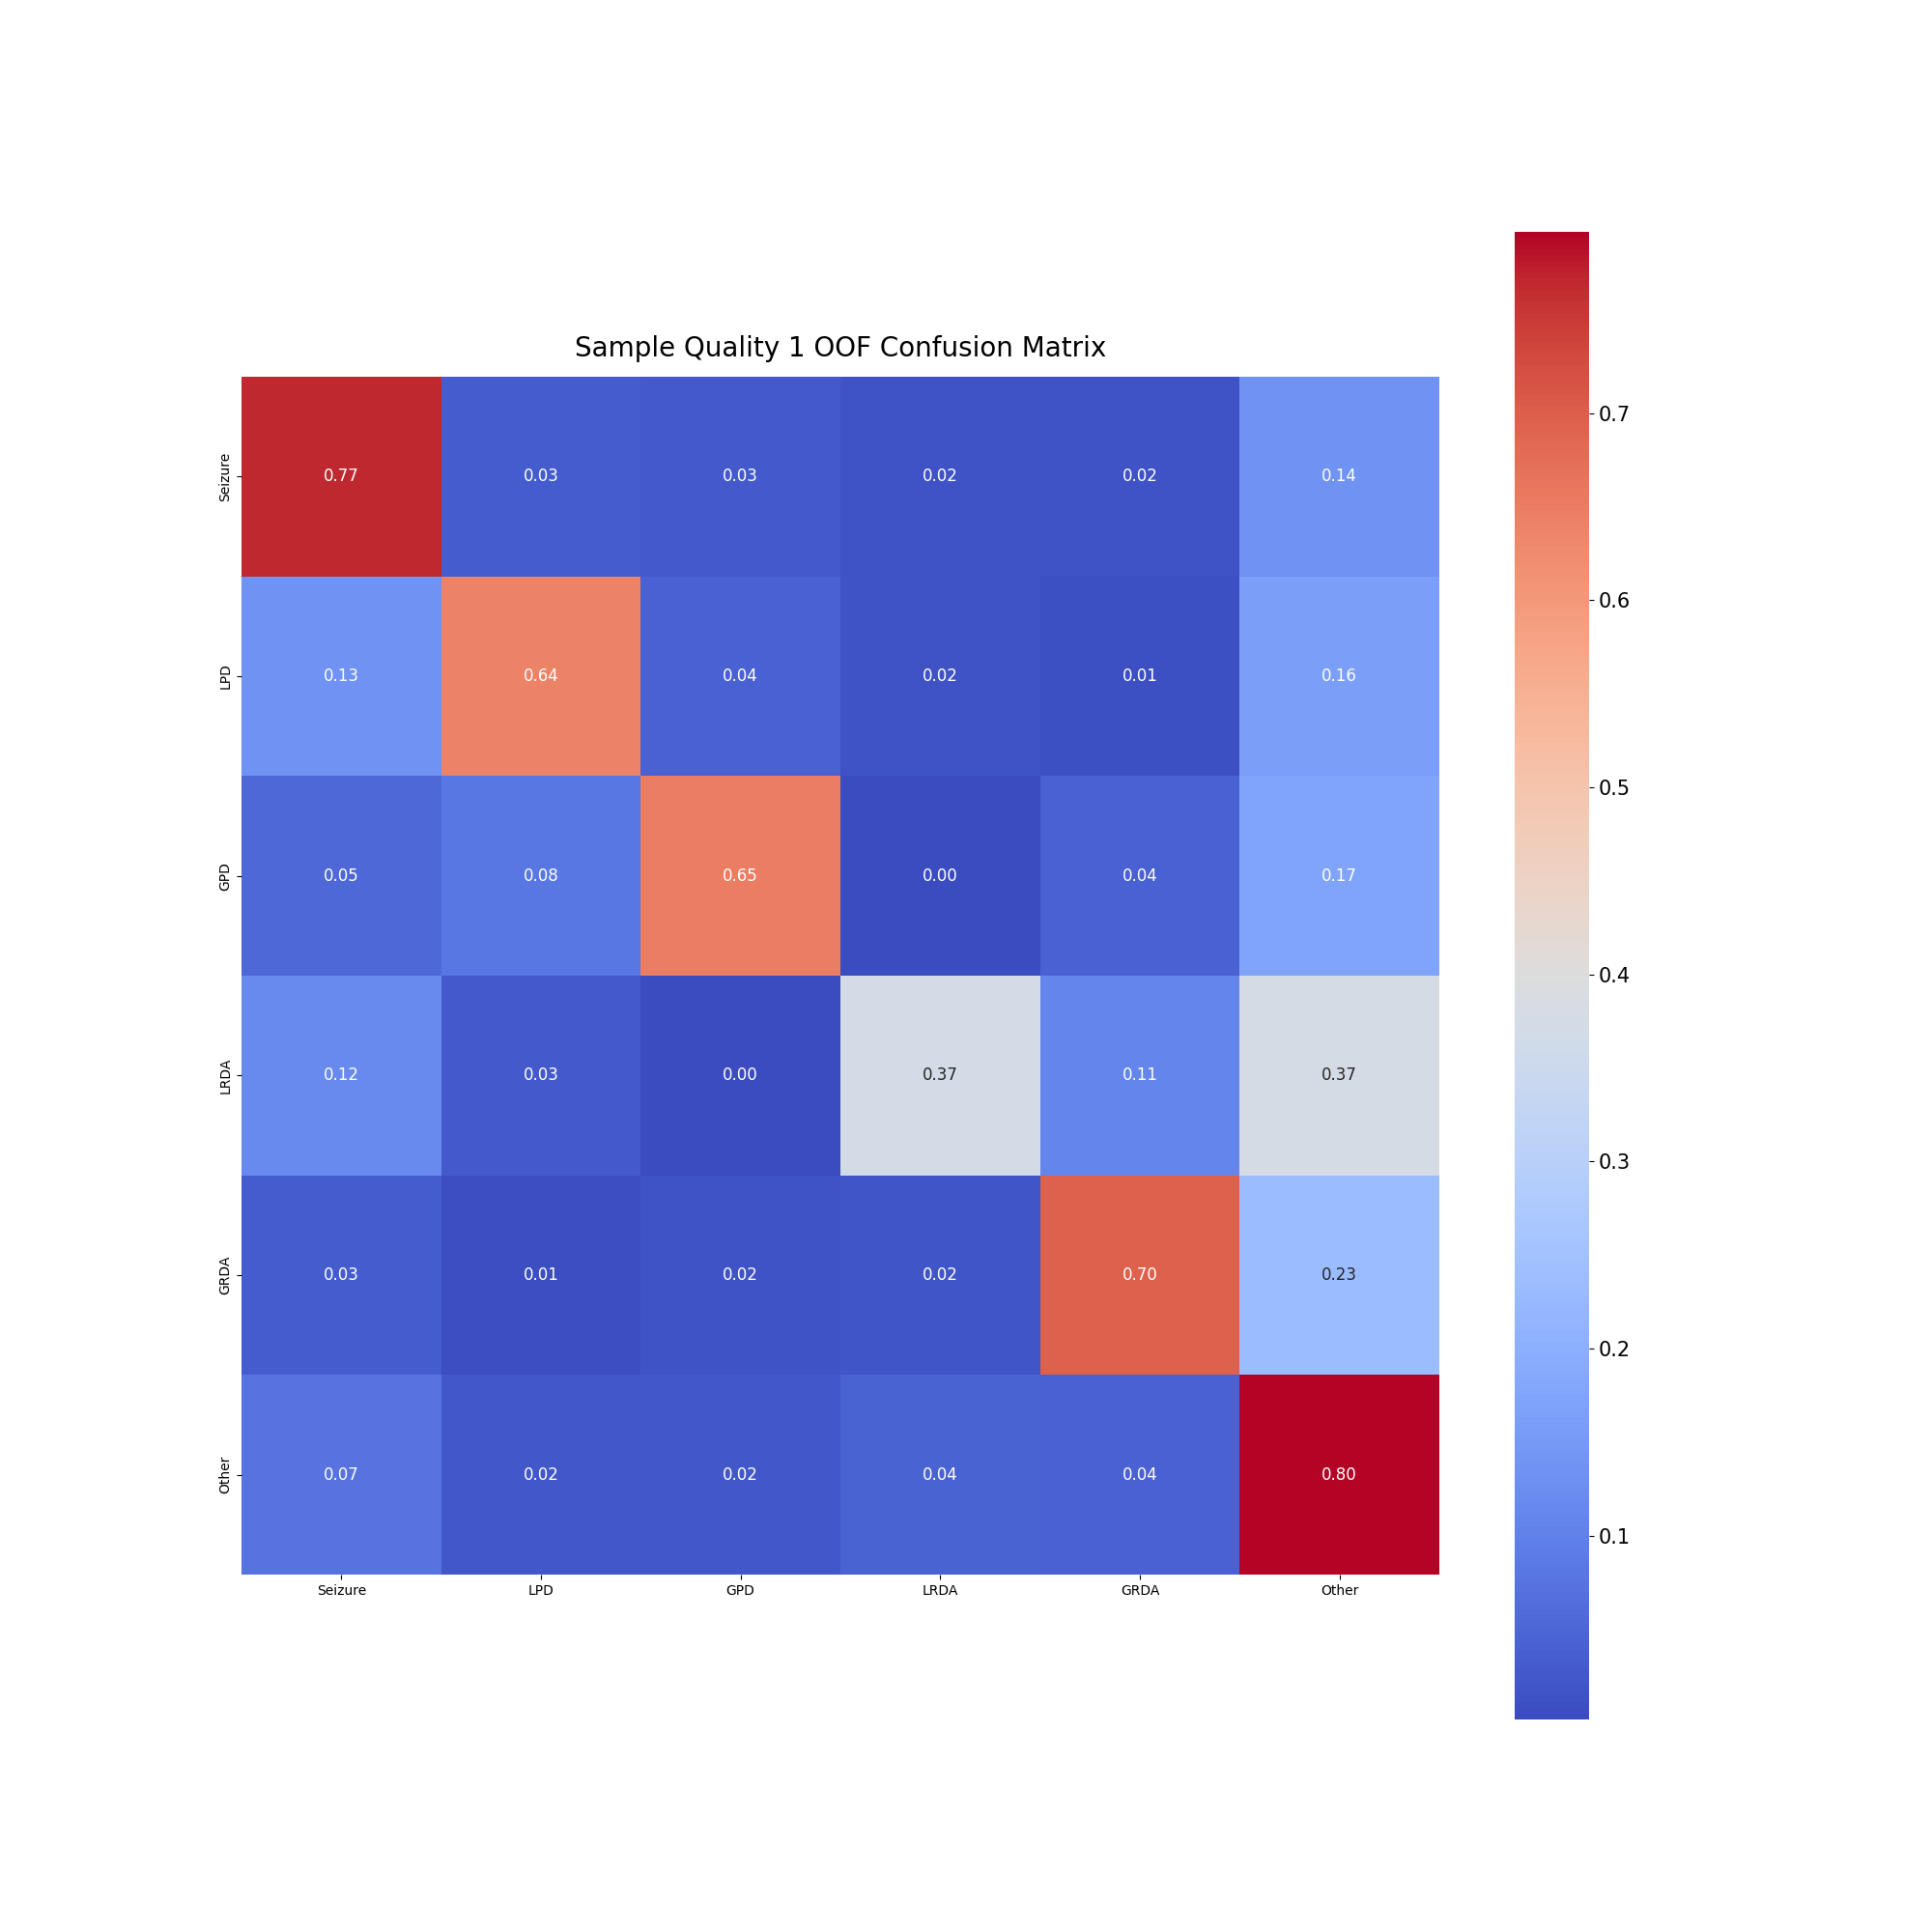 Sample Quality 1 OOF Confusion Matrix
Seizure 0.77 0.03 0.03 0.02 0.02 0.14
LPD 0.13 0.64 0.04 0.02 0.01 0.16
GPD 0.05 0.08 0.65 0.00 0.04 0.17
LRDA 0.12 0.03 0.00 0.37 0.11 0.37
GRDA 0.03 0.01 0.02 0.02 0.70 0.23
Other 0.07 0.02 0.02 0.04 0.04 0.80
Seizure LPD GPD LRDA GRDA Other
0.7
0.6
0.5
0.4
0.3
0.2
0.1